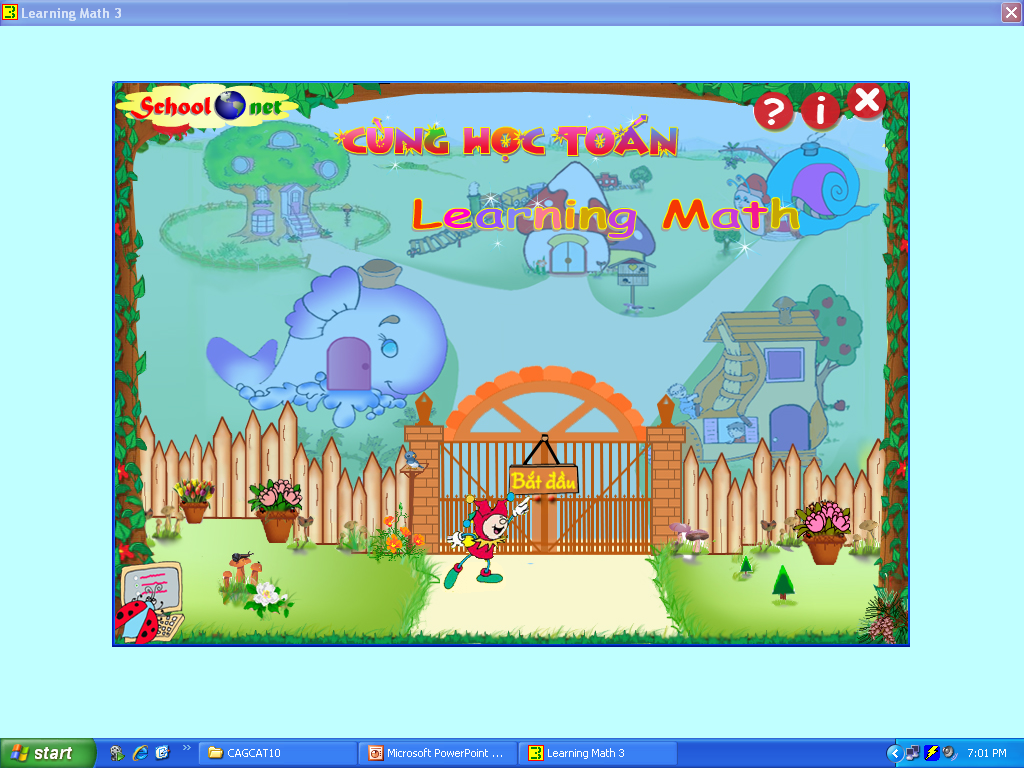 Learning Math 3
School net
? i
CÙNG HỌC TOÁN
Learning Math
Bắt đầu
start
CAGCAT10
Microsoft PowerPoint ...
Learning Math 3
7:01 PM